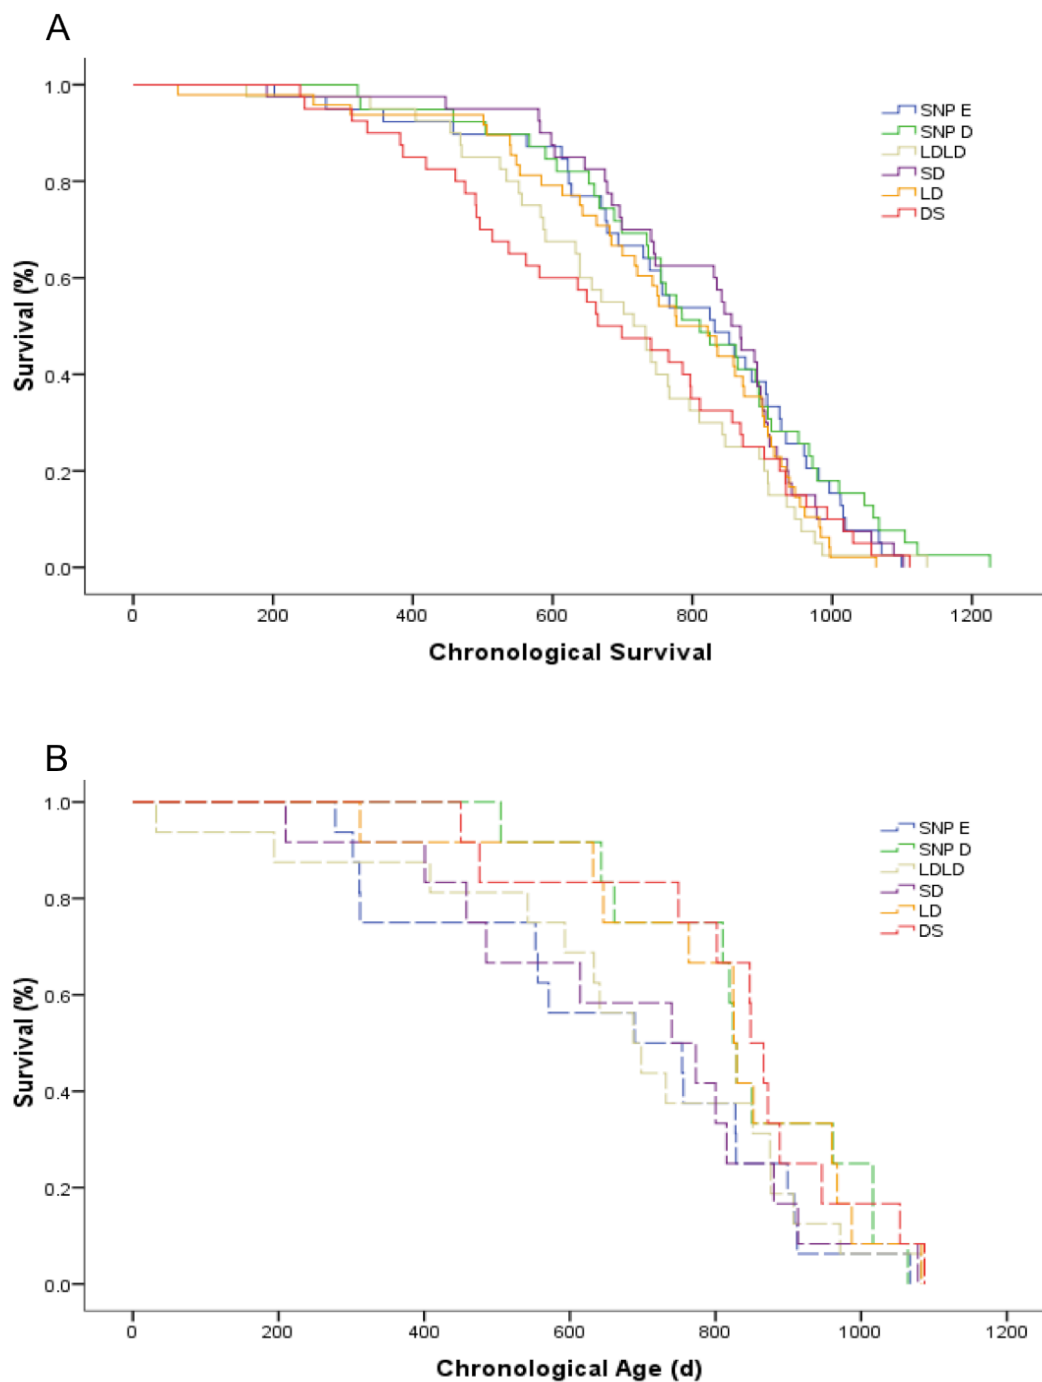 A
1.0
0.8
0.6
0.4
0.2
0.0
Survival (%)
SNP E
SNP D
LDLD
SD
LD
DS
0 200 400 600 800 1000 1200
Chronological Survival
B
1.0
0.8
0.6
0.4
0.2
0.0
Survival (%)
SNP E
SNP D
LDLD
SD
LD
DS
0 200 400 600 800 1000 1200
Chronological Age (d)